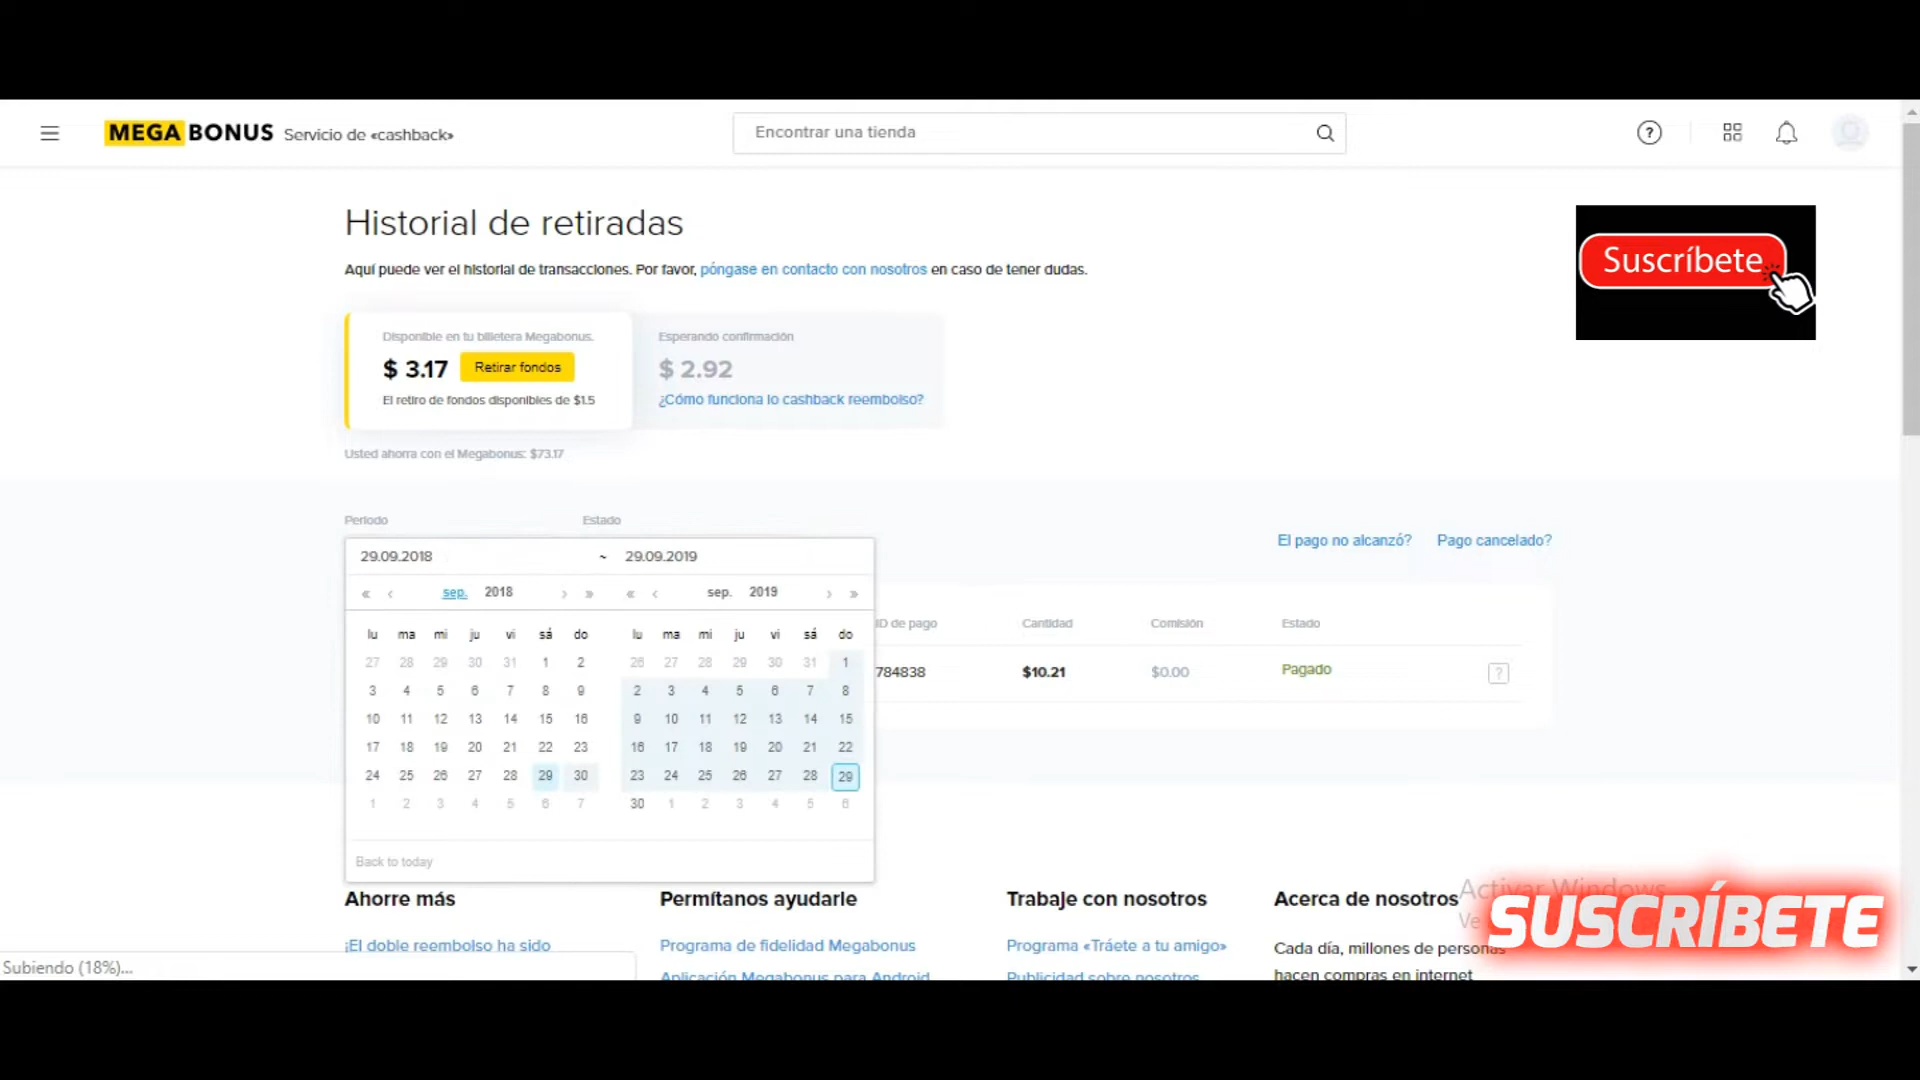 MEGA BONUS Servicio de «cashback»
Encontrar una tienda
?
Historial de retiradas
Aquí puede ver el historial de transacciones. Por favor, póngase en contacto con nosotros en caso de tener dudas.
Suscríbete
Disponible en tu billetera Megabonus.
$ 3.17 Retirar fondos
El retiro de fondos disponibles de $1.5
Esperando confirmación
$ 2.92
¿Cómo funciona lo cashback reembolso?
Usted ahorra con el Megabonus: $73.17
Periodo
Estado
El pago no alcanzó? Pago cancelado?
29.09.2018 ~ 29.09.2019
« ‹ sep. 2018 › »
lu ma mi ju vi sá do
27 28 29 30 31 1 2
3 4 5 6 7 8 9
10 11 12 13 14 15 16
17 18 19 20 21 22 23
24 25 26 27 28 29 30
1 2 3 4 5 6 7
« ‹ sep. 2019 › »
lu ma mi ju vi sá do
26 27 28 29 30 31 1
2 3 4 5 6 7 8
9 10 11 12 13 14 15
16 17 18 19 20 21 22
23 24 25 26 27 28 29
30 1 2 3 4 5 6
Back to today
ID de pago Cantidad Comisión Estado
784838 $10.21 $0.00 Pagado ?
Ahorre más
¡El doble reembolso ha sido
Permítanos ayudarle
Programa de fidelidad Megabonus
Aplicación Megabonus para Android
Trabaje con nosotros
Programa «Tráete a tu amigo»
Publicidad sobre nosotros
Acerca de nosotros
Cada día, millones de personas
hacen compras en internet
Activar Windows
Ve
SUSCRÍBETE
Subiendo (18%)...